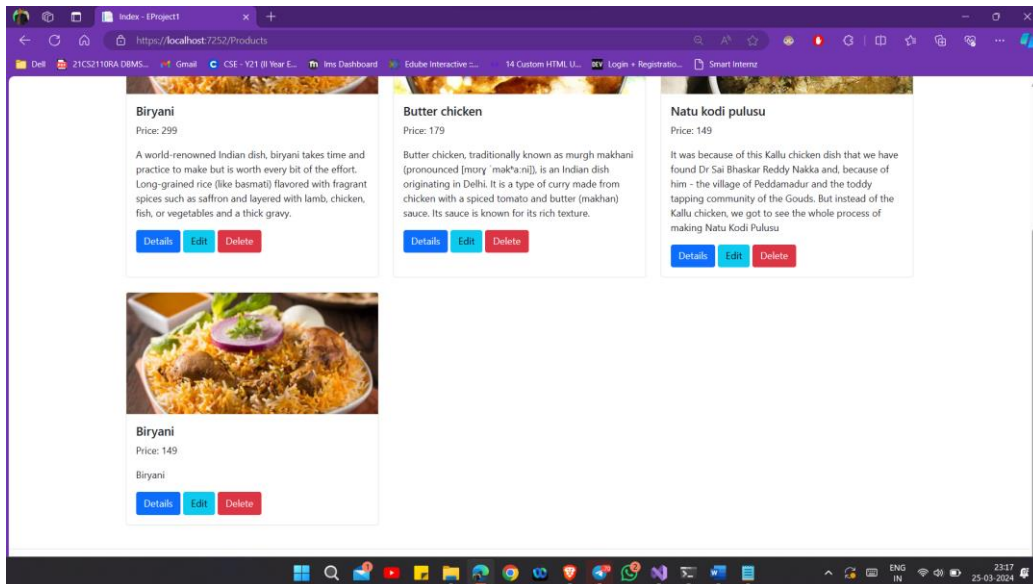 Index - EProject1
https://localhost:7252/Products
Dell 21CS2110RA DBMS... Gmail CSE - Y21 (II Year E... Ims Dashboard Edube Interactive ::... 14 Custom HTML U... DEV Login + Registratio... Smart Internz
Biryani
Price: 299
A world-renowned Indian dish, biryani takes time and
practice to make but is worth every bit of the effort.
Long-grained rice (like basmati) flavored with fragrant
spices such as saffron and layered with lamb, chicken,
fish, or vegetables and a thick gravy.
Details Edit Delete
Butter chicken
Price: 179
Butter chicken, traditionally known as murgh makhani
(pronounced is an Indian dish
originating in Delhi. It is a type of curry made from
chicken with a spiced tomato and butter (makhan)
sauce. Its sauce is known for its rich texture.
Details Edit Delete
Natu kodi pulusu
Price: 149
It was because of this Kallu chicken dish that we have
found Dr Sai Bhaskar Reddy Nakka and, because of
him - the village of Peddamadur and the toddy
tapping community of the Gouds. But instead of the
Kallu chicken, we got to see the whole process of
making Natu Kodi Pulusu
Details Edit Delete
Biryani
Price: 149
Biryani
Details Edit Delete
ENG
IN
23:17
25-03-2024